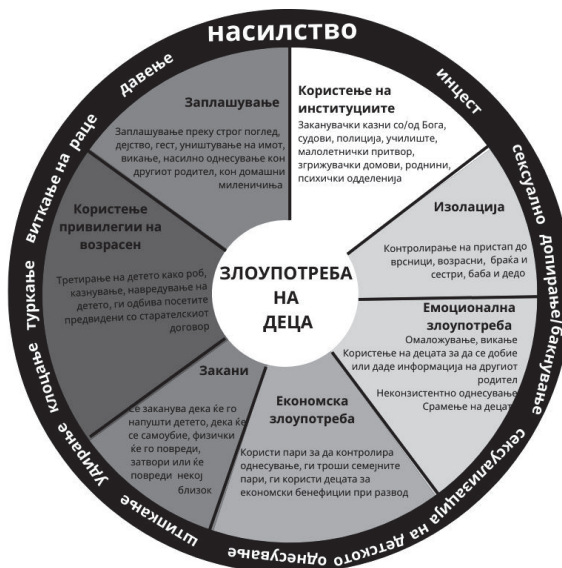 насилство
инцест
сексуално допирање/бакнување
сексуализација на детското однесување
штипкање
удирање
клоцање
туркање
виткање на раце
давење
Користење на
институциите
Заканувачки казни со/од Бога,
судови, полиција, училиште,
малолетнички притвор,
згрижувачки домови, роднини,
психички одделенија
Изолација
Контролирање на пристап до
врсници, возрасни, браќа и
сестри, баба и дедо
Емоционална
злоупотреба
Омаложување, викање
Користење на децата за да се добие
или даде информација на другиот
родител
Неконзистентно однесување
Срамење на децата
Економска
злоупотреба
Користи пари за да контролира
однесување, ги троши семејните
пари, ги користи децата за
економски бенефиции при развод
Закани
Се заканува дека ќе го
напушти детето, дека ќе
се самоубие, физички
ќе го повреди,
затвори или ќе
повреди некој
близок
Користење
привилегии на
возрасен
Третирање на детето како роб,
казнување, навредување на
детето, ги одбива посетите
предвидени со старателскиот
договор
Заплашување
Заплашување преку строг поглед,
дејство, гест, уништување на имот,
викање, насилно однесување кон
другиот родител, кон домашни
миленичиња
ЗЛОУПОТРЕБА
НА
ДЕЦА